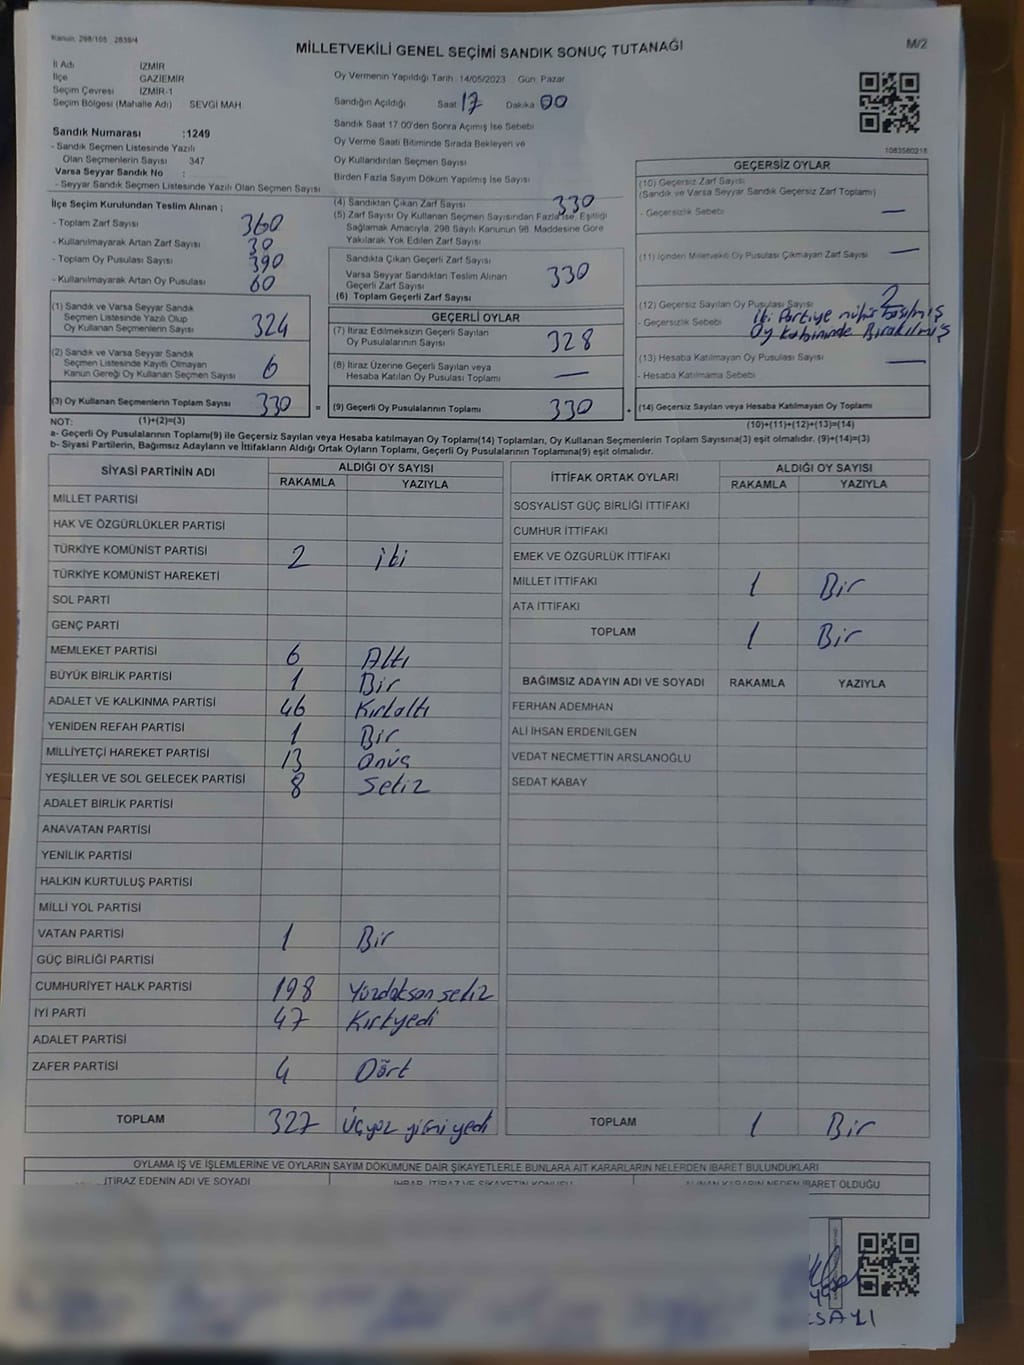 Kanun: 298/105 2839/4
M/2
MİLLETVEKİLİ GENEL SEÇİMİ SANDIK SONUÇ TUTANAĞI
İl Adı İZMİR
İlçe GAZİEMİR
Seçim Çevresi İZMİR-1
Seçim Bölgesi (Mahalle Adı) SEVGİ MAH
Sandık Numarası :1249
- Sandık Seçmen Listesinde Yazılı
Olan Seçmenlerin Sayısı 347
Varsa Seyyar Sandık No :
- Seyyar Sandık Seçmen Listesinde Yazılı Olan Seçmen Sayısı
Oy Vermenin Yapıldığı Tarih :14/05/2023 Gün: Pazar
Sandığın Açıldığı Saat 17 Dakika 00
Sandık Saat 17.00'den Sonra Açılmış İse Sebebi
Oy Verme Saati Bitiminde Sırada Bekleyen ve
Oy Kullandırılan Seçmen Sayısı
Birden Fazla Sayım Döküm Yapılmış İse Sayısı
1083580218
İlçe Seçim Kurulundan Teslim Alınan ;
- Toplam Zarf Sayısı 360
- Kullanılmayarak Artan Zarf Sayısı 30
- Toplam Oy Pusulası Sayısı 390
- Kullanılmayarak Artan Oy Pusulası 60
(1) Sandık ve Varsa Seyyar Sandık
Seçmen Listesinde Yazılı Olup
Oy Kullanan Seçmenlerin Sayısı 324
(2) Sandık ve Varsa Seyyar Sandık
Seçmen Listesinde Kayıtlı Olmayan
Kanun Gereği Oy Kullanan Seçmen Sayısı 6
(3) Oy Kullanan Seçmenlerin Toplam Sayısı 330 =
(4) Sandıktan Çıkan Zarf Sayısı 330
(5) Zarf Sayısı Oy Kullanan Seçmen Sayısından Fazla İse, Eşitliği
Sağlamak Amacıyla, 298 Sayılı Kanunun 98. Maddesine Göre
Yakılarak Yok Edilen Zarf Sayısı
Sandıkta Çıkan Geçerli Zarf Sayısı
Varsa Seyyar Sandıktan Teslim Alınan
Geçerli Zarf Sayısı 330
(6) Toplam Geçerli Zarf Sayısı
GEÇERLİ OYLAR
(7) İtiraz Edilmeksizin Geçerli Sayılan
Oy Pusulalarının Sayısı 328
(8) İtiraz Üzerine Geçerli Sayılan veya
Hesaba Katılan Oy Pusulası Toplamı —
(9) Geçerli Oy Pusulalarının Toplamı 330 +
GEÇERSİZ OYLAR
(10) Geçersiz Zarf Sayısı
(Sandık ve Varsa Seyyar Sandık Geçersiz Zarf Toplamı)
- Geçersizlik Sebebi —
(11) İçinden Milletvekili Oy Pusulası Çıkmayan Zarf Sayısı —
(12) Geçersiz Sayılan Oy Pusulası Sayısı 2
- Geçersizlik Sebebi iki Partiye mühür basılmış
Oy kabininde Bırakılmış
(13) Hesaba Katılmayan Oy Pusulası Sayısı —
- Hesaba Katılmama Sebebi
(14) Geçersiz Sayılan veya Hesaba Katılmayan Oy Pusulası Toplamı
NOT: (1)+(2)=(3)
(10)+(11)+(12)+(13)=(14)
a- Geçerli Oy Pusulalarının Toplamı(9) ile Geçersiz Sayılan veya Hesaba katılmayan Oy Toplamı(14) Toplamları, Oy Kullanan Seçmenlerin Toplam Sayısına(3) eşit olmalıdır. (9)+(14)=(3)
b- Siyasi Partilerin, Bağımsız Adayların ve İttifakların Aldığı Ortak Oyların Toplamı, Geçerli Oy Pusulalarının Toplamına(9) eşit olmalıdır.
SİYASİ PARTİNİN ADI ALDIĞI OY SAYISI
RAKAMLA YAZIYLA
MİLLET PARTİSİ
HAK VE ÖZGÜRLÜKLER PARTİSİ
TÜRKİYE KOMÜNİST PARTİSİ 2 iki
TÜRKİYE KOMÜNİST HAREKETİ
SOL PARTİ
GENÇ PARTİ
MEMLEKET PARTİSİ 6 Altı
BÜYÜK BİRLİK PARTİSİ 1 Bir
ADALET VE KALKINMA PARTİSİ 46 Kırkaltı
YENİDEN REFAH PARTİSİ 1 Bir
MİLLİYETÇİ HAREKET PARTİSİ 13 onüç
YEŞİLLER VE SOL GELECEK PARTİSİ 8 Sekiz
ADALET BİRLİK PARTİSİ
ANAVATAN PARTİSİ
YENİLİK PARTİSİ
HALKIN KURTULUŞ PARTİSİ
MİLLİ YOL PARTİSİ
VATAN PARTİSİ 1 Bir
GÜÇ BİRLİĞİ PARTİSİ
CUMHURİYET HALK PARTİSİ 198 Yüzdoksan sekiz
İYİ PARTİ 47 Kırkyedi
ADALET PARTİSİ
ZAFER PARTİSİ 4 Dört
TOPLAM 327 Üçyüz yirmiyedi
İTTİFAK ORTAK OYLARI ALDIĞI OY SAYISI
RAKAMLA YAZIYLA
SOSYALİST GÜÇ BİRLİĞİ İTTİFAKI
CUMHUR İTTİFAKI
EMEK VE ÖZGÜRLÜK İTTİFAKI
MİLLET İTTİFAKI 1 Bir
ATA İTTİFAKI
TOPLAM 1 Bir
BAĞIMSIZ ADAYIN ADI VE SOYADI RAKAMLA YAZIYLA
FERHAN ADEMHAN
ALİ İHSAN ERDENİLGEN
VEDAT NECMETTİN ARSLANOĞLU
SEDAT KABAY
TOPLAM 1 Bir
OYLAMA İŞ VE İŞLEMLERİNE VE OYLARIN SAYIM DÖKÜMÜNE DAİR ŞİKAYETLERLE BUNLARA AİT KARARLARIN NELERDEN İBARET BULUNDUKLARI
İTİRAZ EDENİN ADI VE SOYADI İHBAR, İTİRAZ VE ŞİKAYETİN KONUSU ALINAN KARARIN NEDEN İBARET OLDUĞU